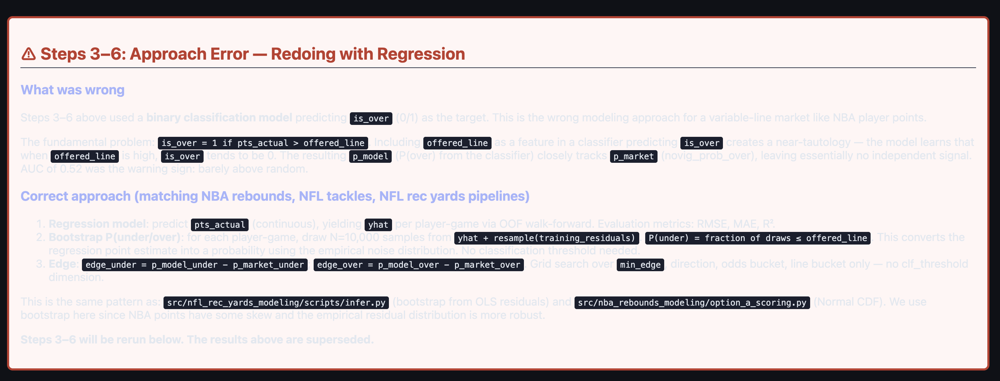 ⚠ Steps 3–6: Approach Error — Redoing with Regression
What was wrong
Steps 3–6 above used a binary classification model predicting is_over (0/1) as the target. This is the wrong modeling approach for a variable-line market like NBA player points.
The fundamental problem: is_over = 1 if pts_actual > offered_line. Including offered_line as a feature in a classifier predicting is_over creates a near-tautology — the model learns that
when offered_line is high, is_over tends to be 0. The resulting p_model (P(over) from the classifier) closely tracks p_market (novig_prob_over), leaving essentially no independent signal.
AUC of 0.52 was the warning sign: barely above random.
Correct approach (matching NBA rebounds, NFL tackles, NFL rec yards pipelines)
1. Regression model: predict pts_actual (continuous), yielding yhat per player-game via OOF walk-forward. Evaluation metrics: RMSE, MAE, R².
2. Bootstrap P(under/over): for each player-game, draw N=10,000 samples from yhat + resample(training_residuals). P(under) = fraction of draws ≤ offered_line. This converts the
regression point estimate into a probability using the empirical noise distribution. No classification threshold needed.
3. Edge: edge_under = p_model_under − p_market_under; edge_over = p_model_over − p_market_over. Grid search over min_edge, direction, odds bucket, line bucket only — no clf_threshold
dimension.
This is the same pattern as: src/nfl_rec_yards_modeling/scripts/infer.py (bootstrap from OLS residuals) and src/nba_rebounds_modeling/option_a_scoring.py (Normal CDF). We use
bootstrap here since NBA points have some skew and the empirical residual distribution is more robust.
Steps 3–6 will be rerun below. The results above are superseded.